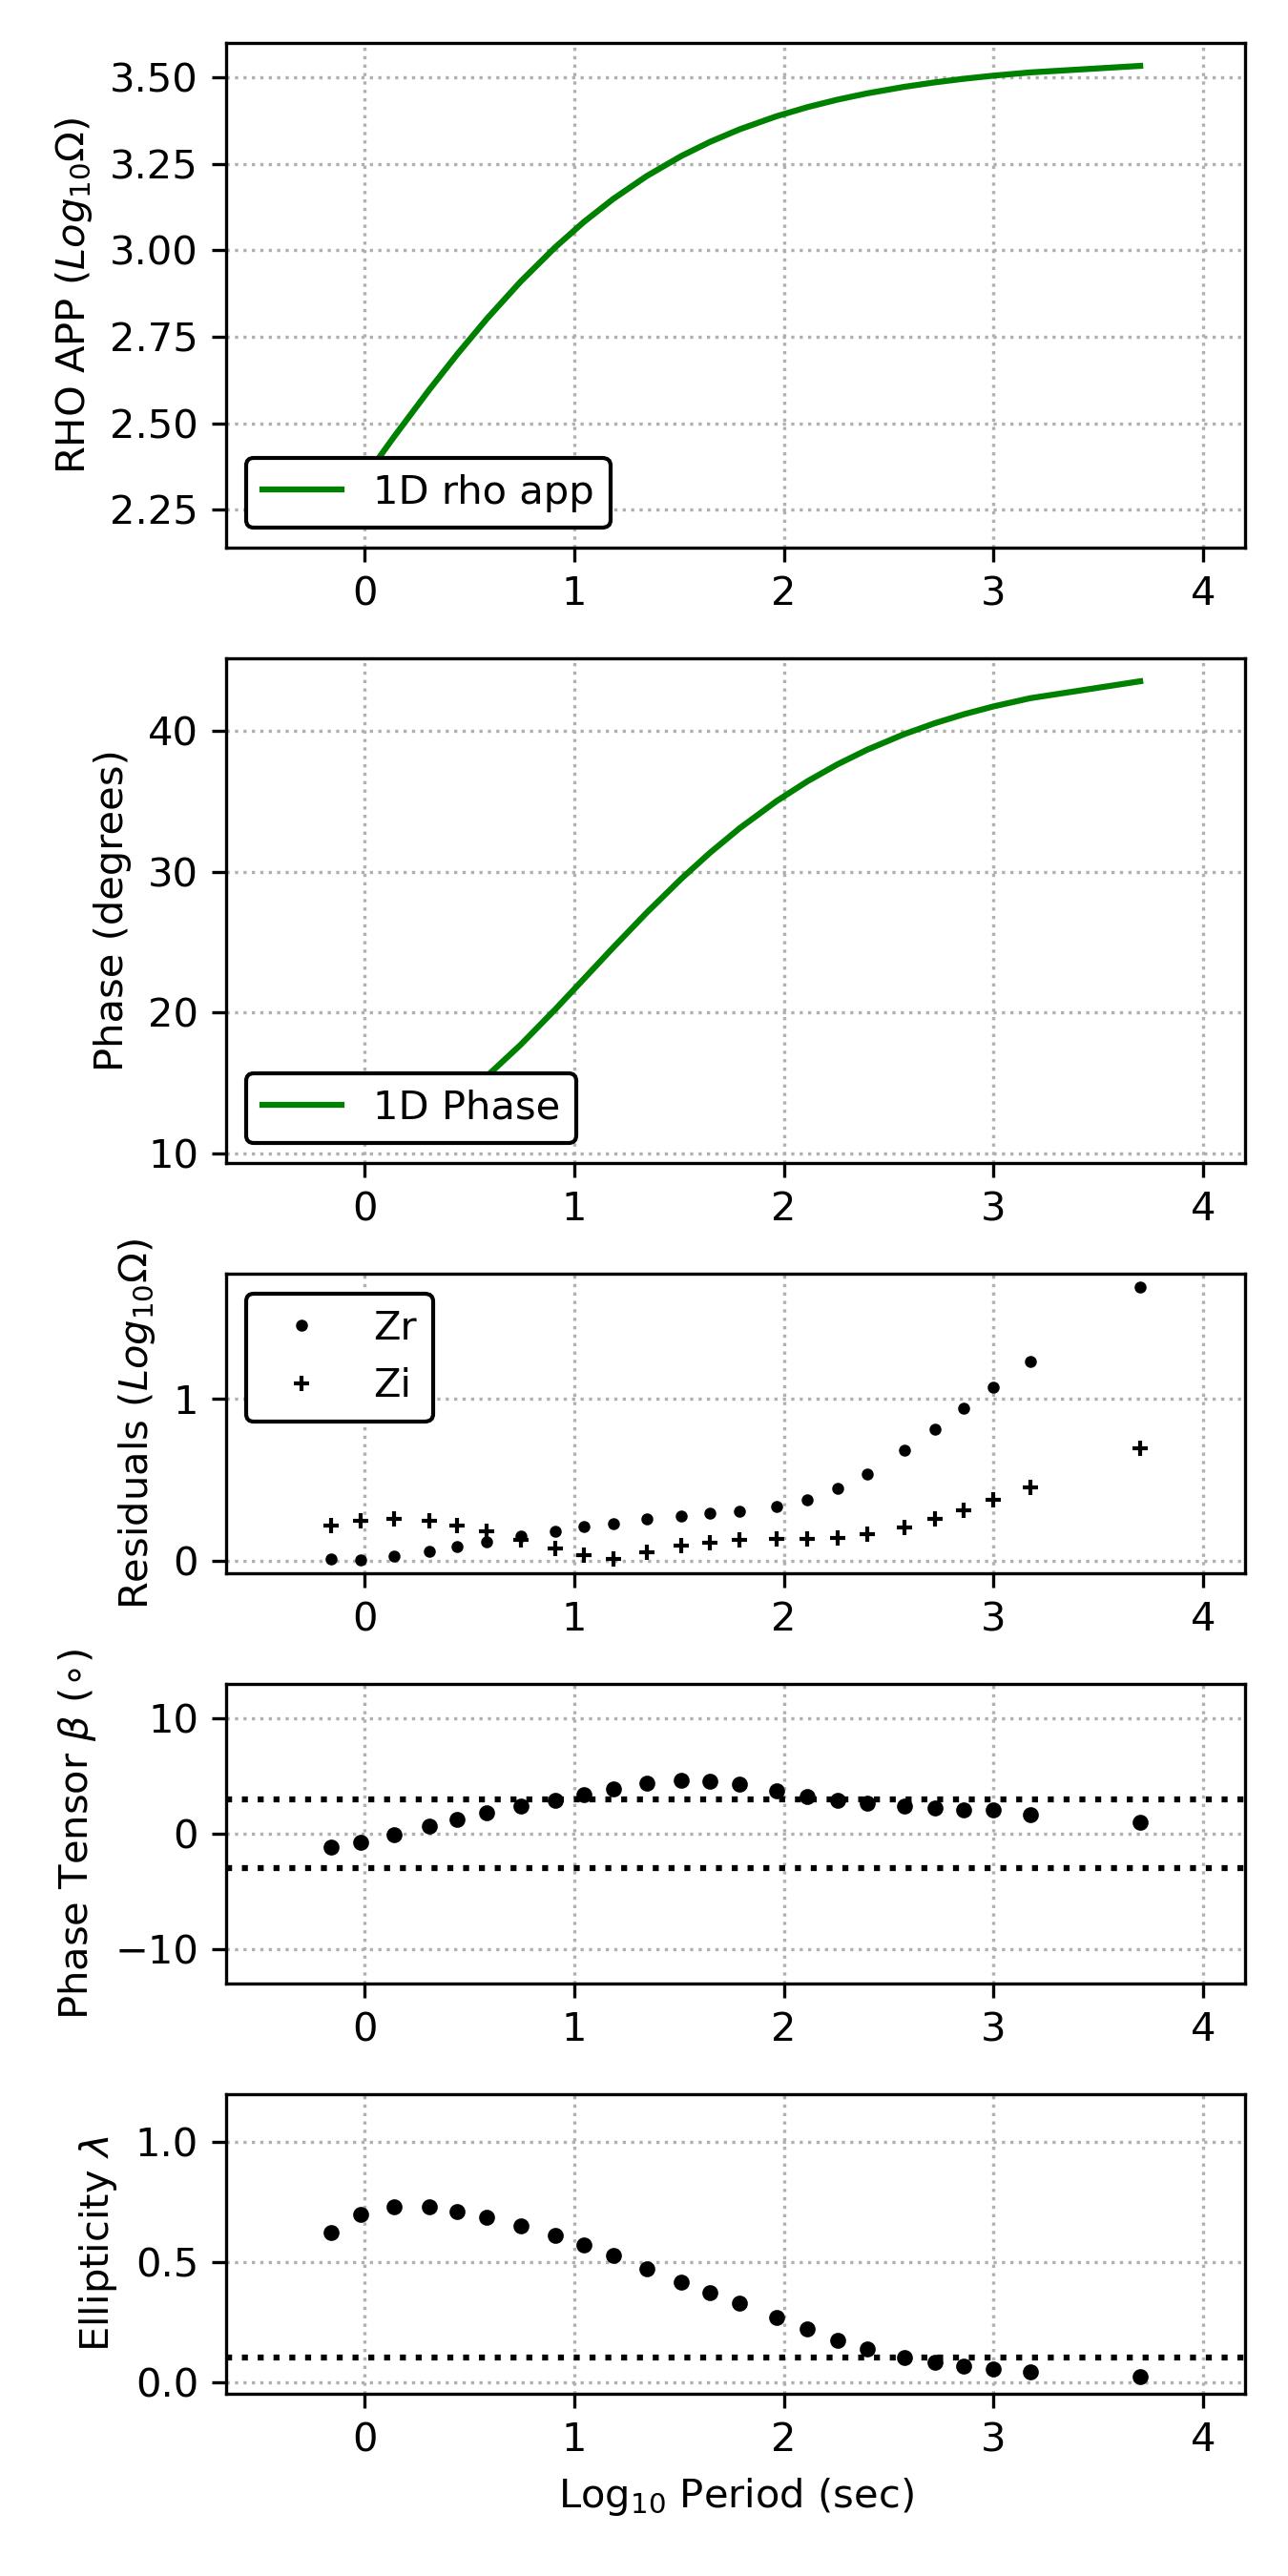 RHO APP (Log₁₀Ω)
3.50
3.25
3.00
2.75
2.50
2.25
1D rho app
0 1 2 3 4
Phase (degrees)
40
30
20
10
1D Phase
0 1 2 3 4
Residuals (Log₁₀Ω)
1
0
Zr
Zi
0 1 2 3 4
Phase Tensor β (∘)
10
0
−10
0 1 2 3 4
Ellipticity λ
1.0
0.5
0.0
0 1 2 3 4
Log₁₀ Period (sec)